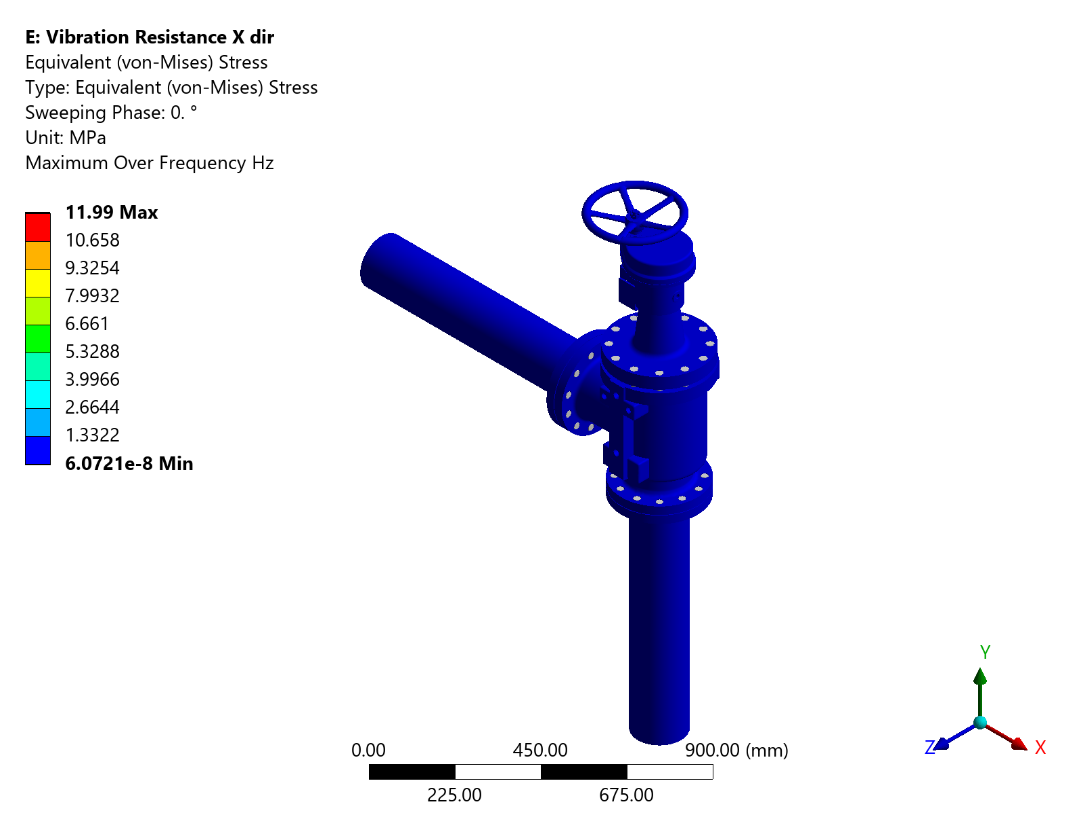 E: Vibration Resistance X dir
Equivalent (von-Mises) Stress
Type: Equivalent (von-Mises) Stress
Sweeping Phase: 0. °
Unit: MPa
Maximum Over Frequency Hz
11.99 Max
10.658
9.3254
7.9932
6.661
5.3288
3.9966
2.6644
1.3322
6.0721e-8 Min
0.00 450.00 900.00 (mm)
225.00 675.00
Y
Z X